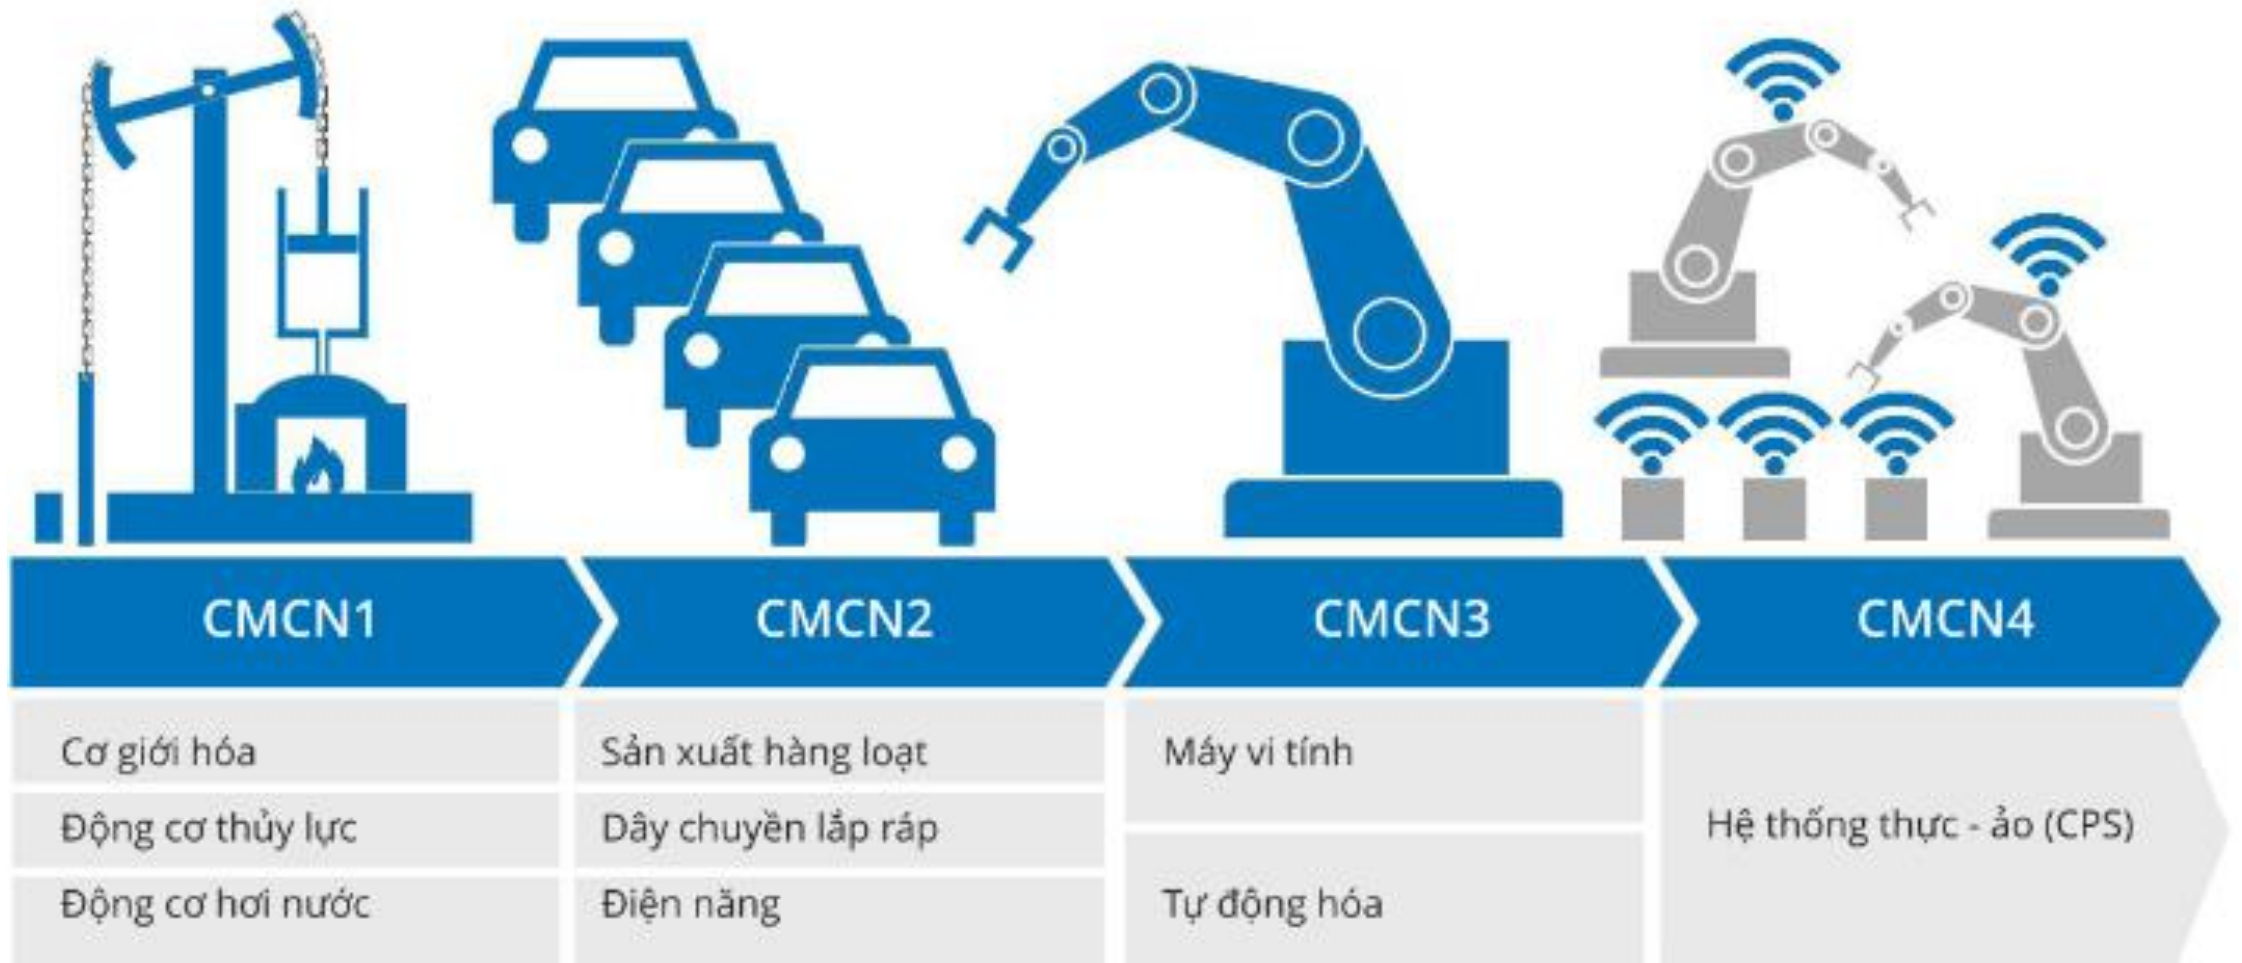 CMCN1
CMCN2
CMCN3
CMCN4
Cơ giới hóa
Động cơ thủy lực
Động cơ hơi nước
Sản xuất hàng loạt
Dây chuyền lắp ráp
Điện năng
Máy vi tính
Tự động hóa
Hệ thống thực - ảo (CPS)